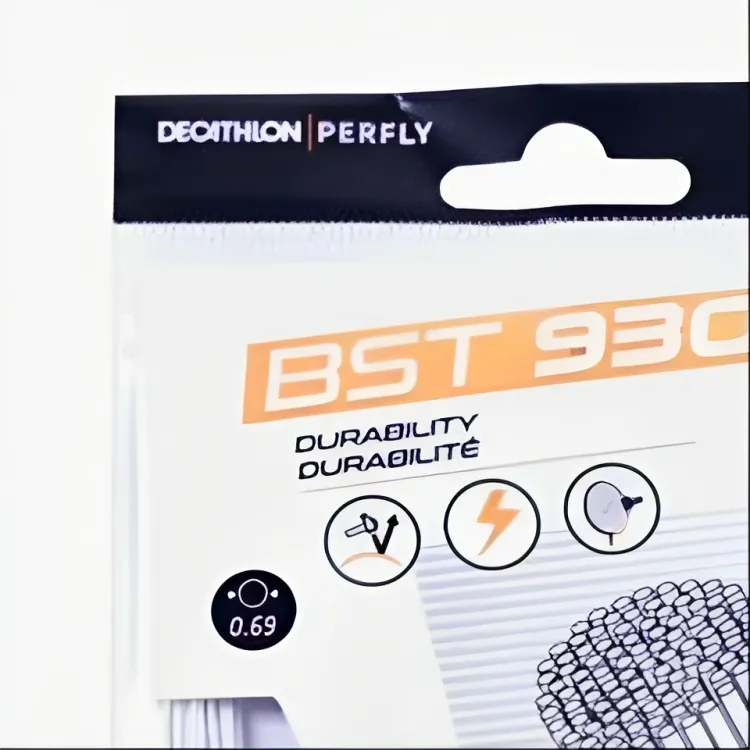 DECATHLON | PERFLY
BST 930
DURABILITY
DURABILITÉ
0.69